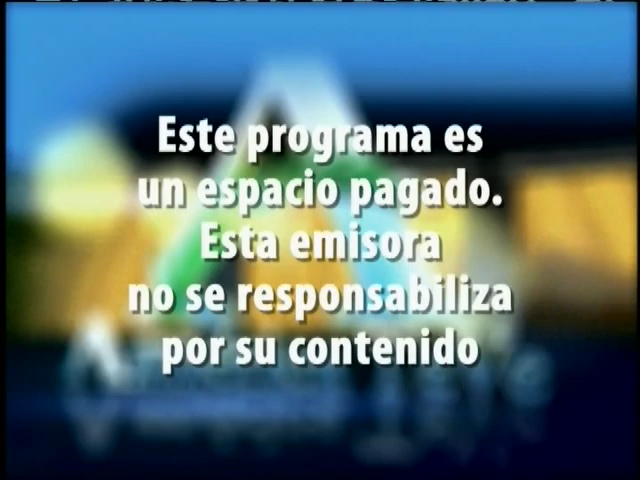 Este programa es
un espacio pagado.
Esta emisora
no se responsabiliza
por su contenido